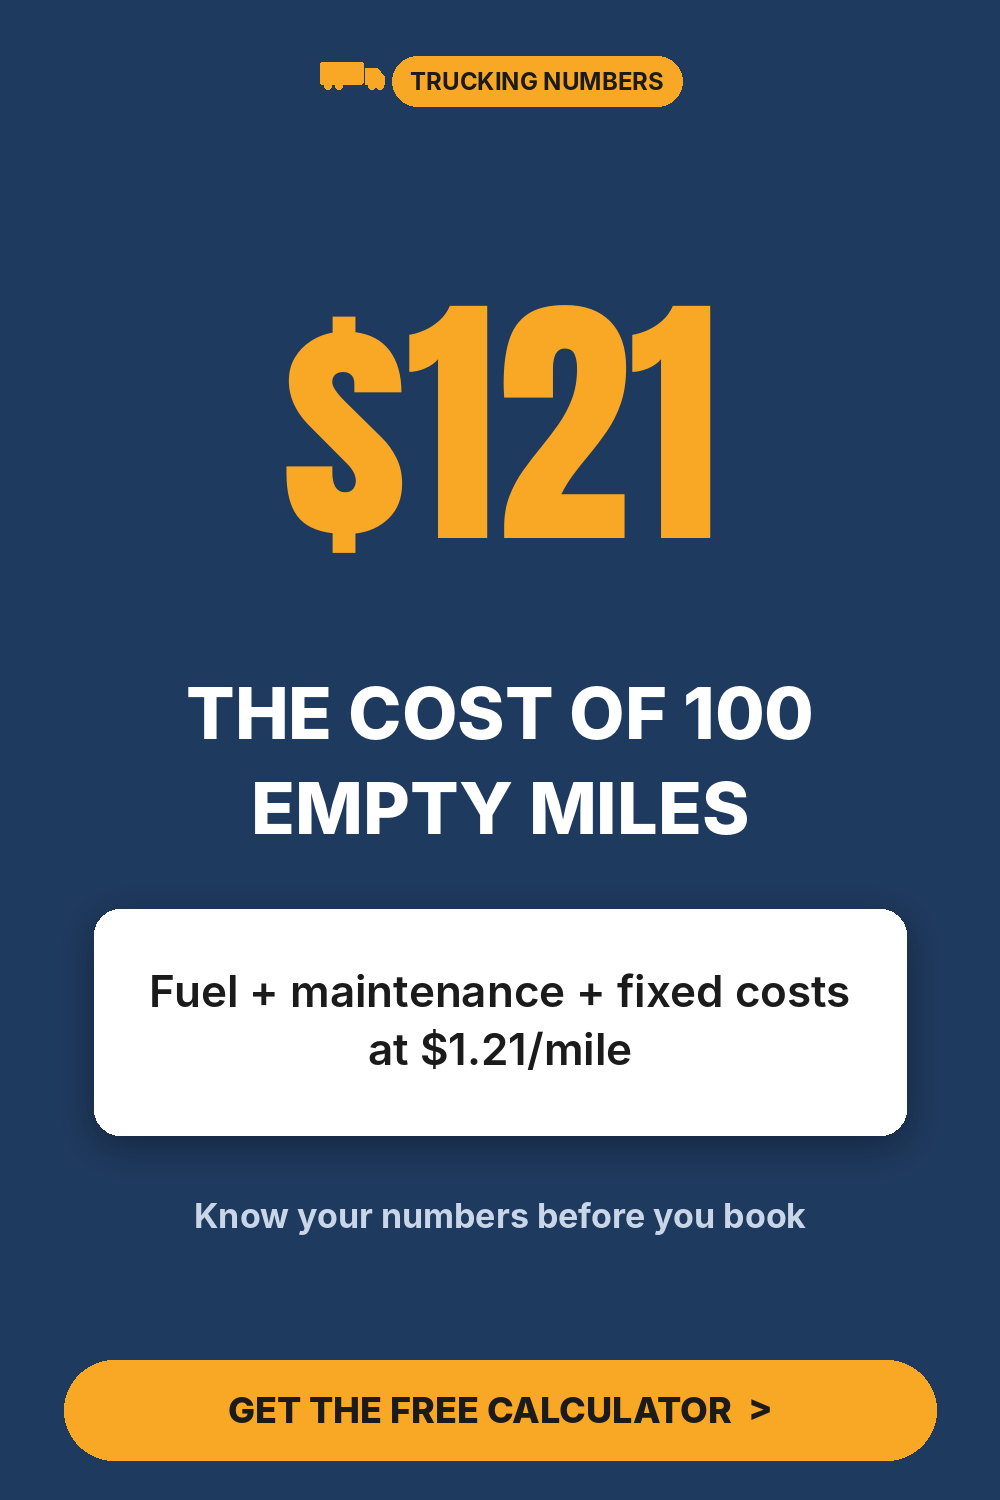 TRUCKING NUMBERS
$121
THE COST OF 100
EMPTY MILES
Fuel + maintenance + fixed costs
at $1.21/mile
Know your numbers before you book
GET THE FREE CALCULATOR >